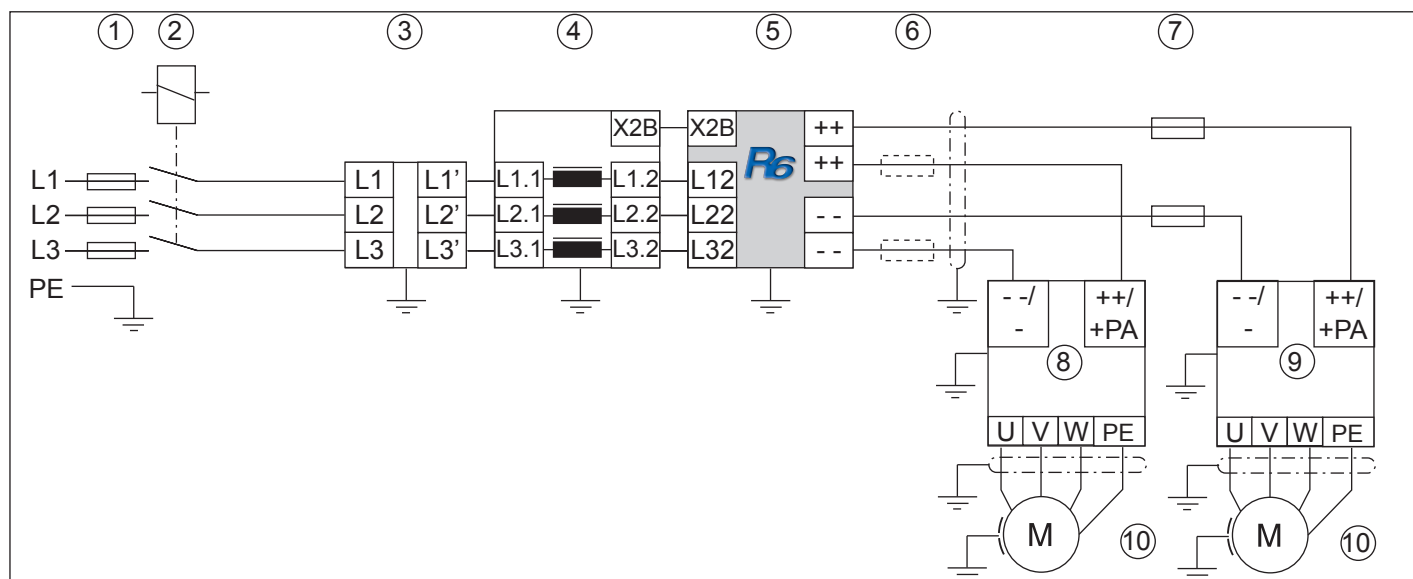 1 2 3 4 5 6 7
X2B X2B ++
R6 ++
L1 L1 L1' L1.1 L1.2 L12
L2 L2 L2' L2.1 L2.2 L22 - -
L3 L3 L3' L3.1 L3.2 L32 - -
PE
- -/ ++/ - -/ ++/
- +PA - +PA
8 9
U V W PE U V W PE
M 10 M 10